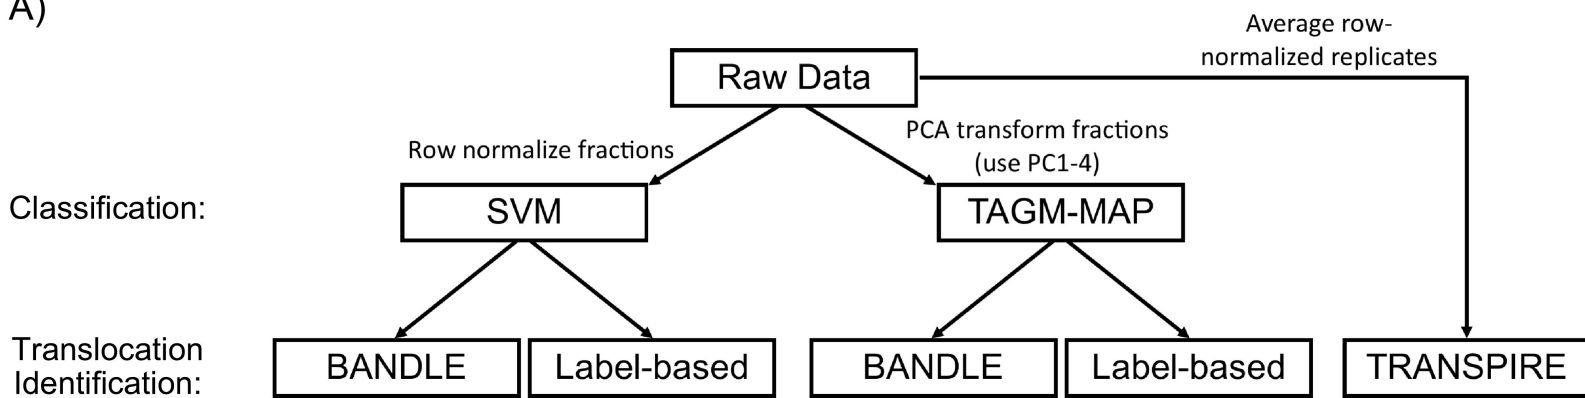 A)
Average row-
normalized replicates
Raw Data
PCA transform fractions
(use PC1-4)
Row normalize fractions
Classification:
SVM
TAGM-MAP
Translocation
Identification:
BANDLE
Label-based
BANDLE
Label-based
TRANSPIRE